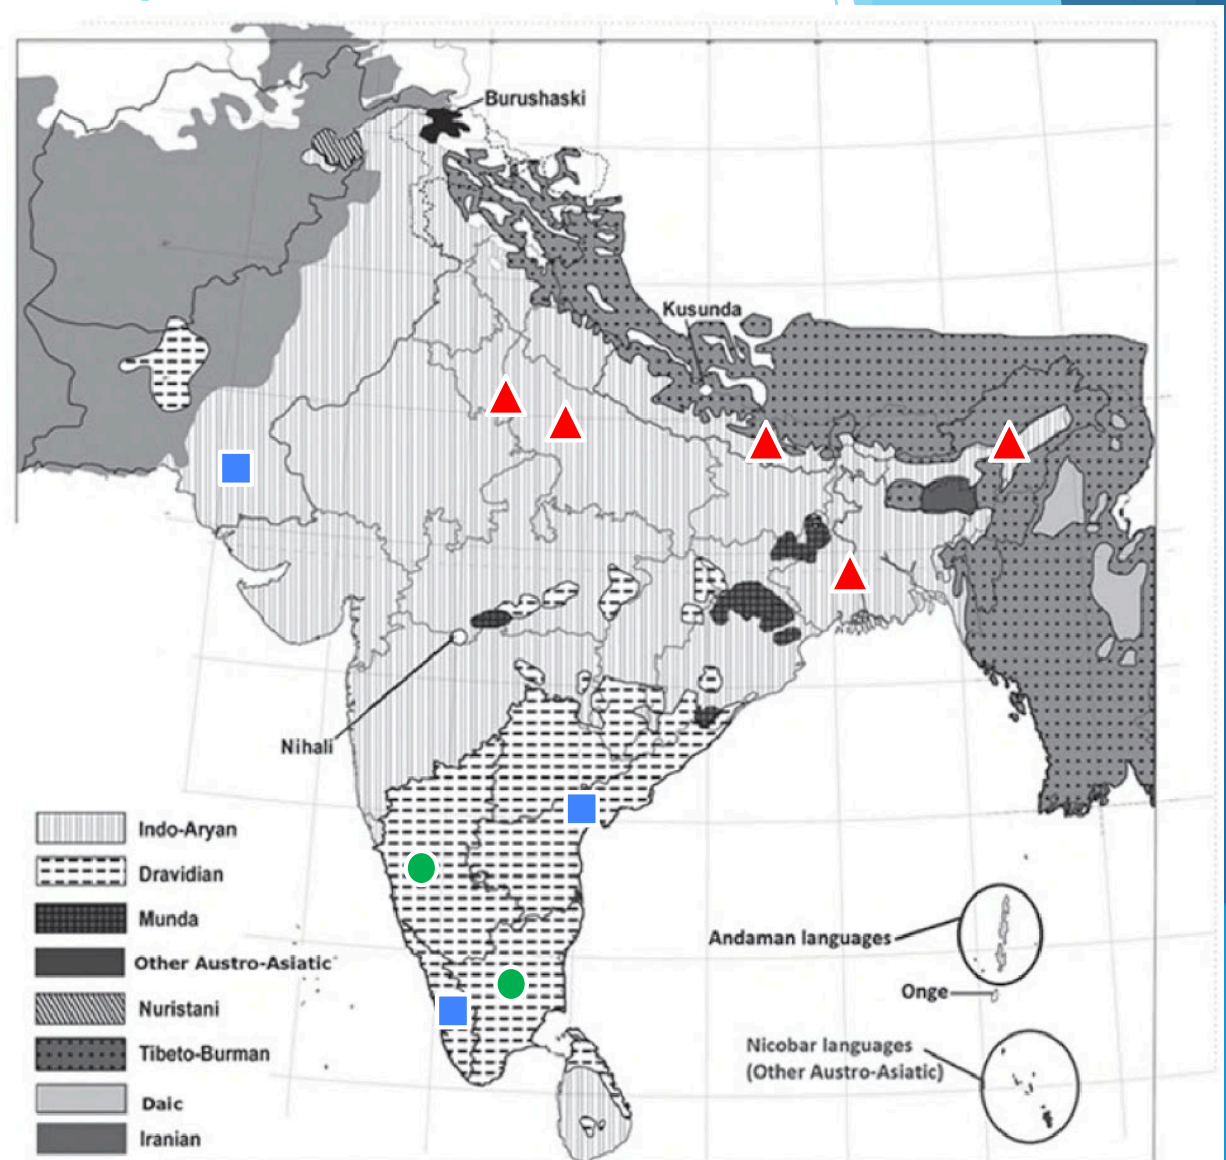 Burushaski
Kusunda
Nihali
Indo-Aryan
Dravidian
Munda
Other Austro-Asiatic
Nuristani
Tibeto-Burman
Daic
Iranian
Andaman languages
Onge
Nicobar languages
(Other Austro-Asiatic)